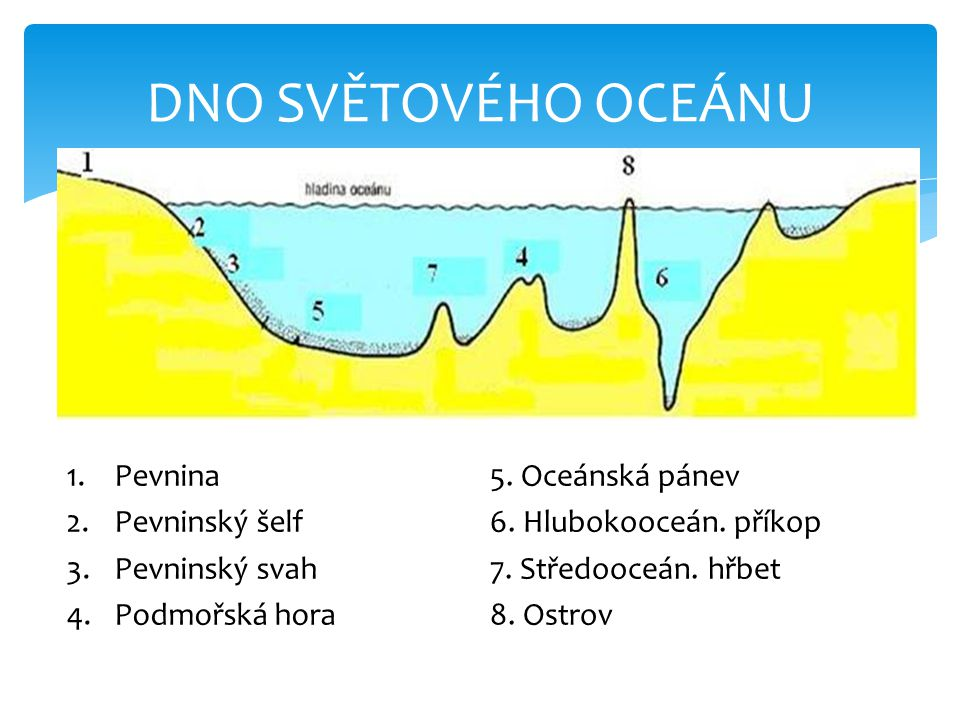 DNO SVĚTOVÉHO OCEÁNU
1
8
hladina oceánu
2
3
7
4
6
5
1. Pevnina
2. Pevninský šelf
3. Pevninský svah
4. Podmořská hora
5. Oceánská pánev
6. Hlubokooceán. příkop
7. Středooceán. hřbet
8. Ostrov